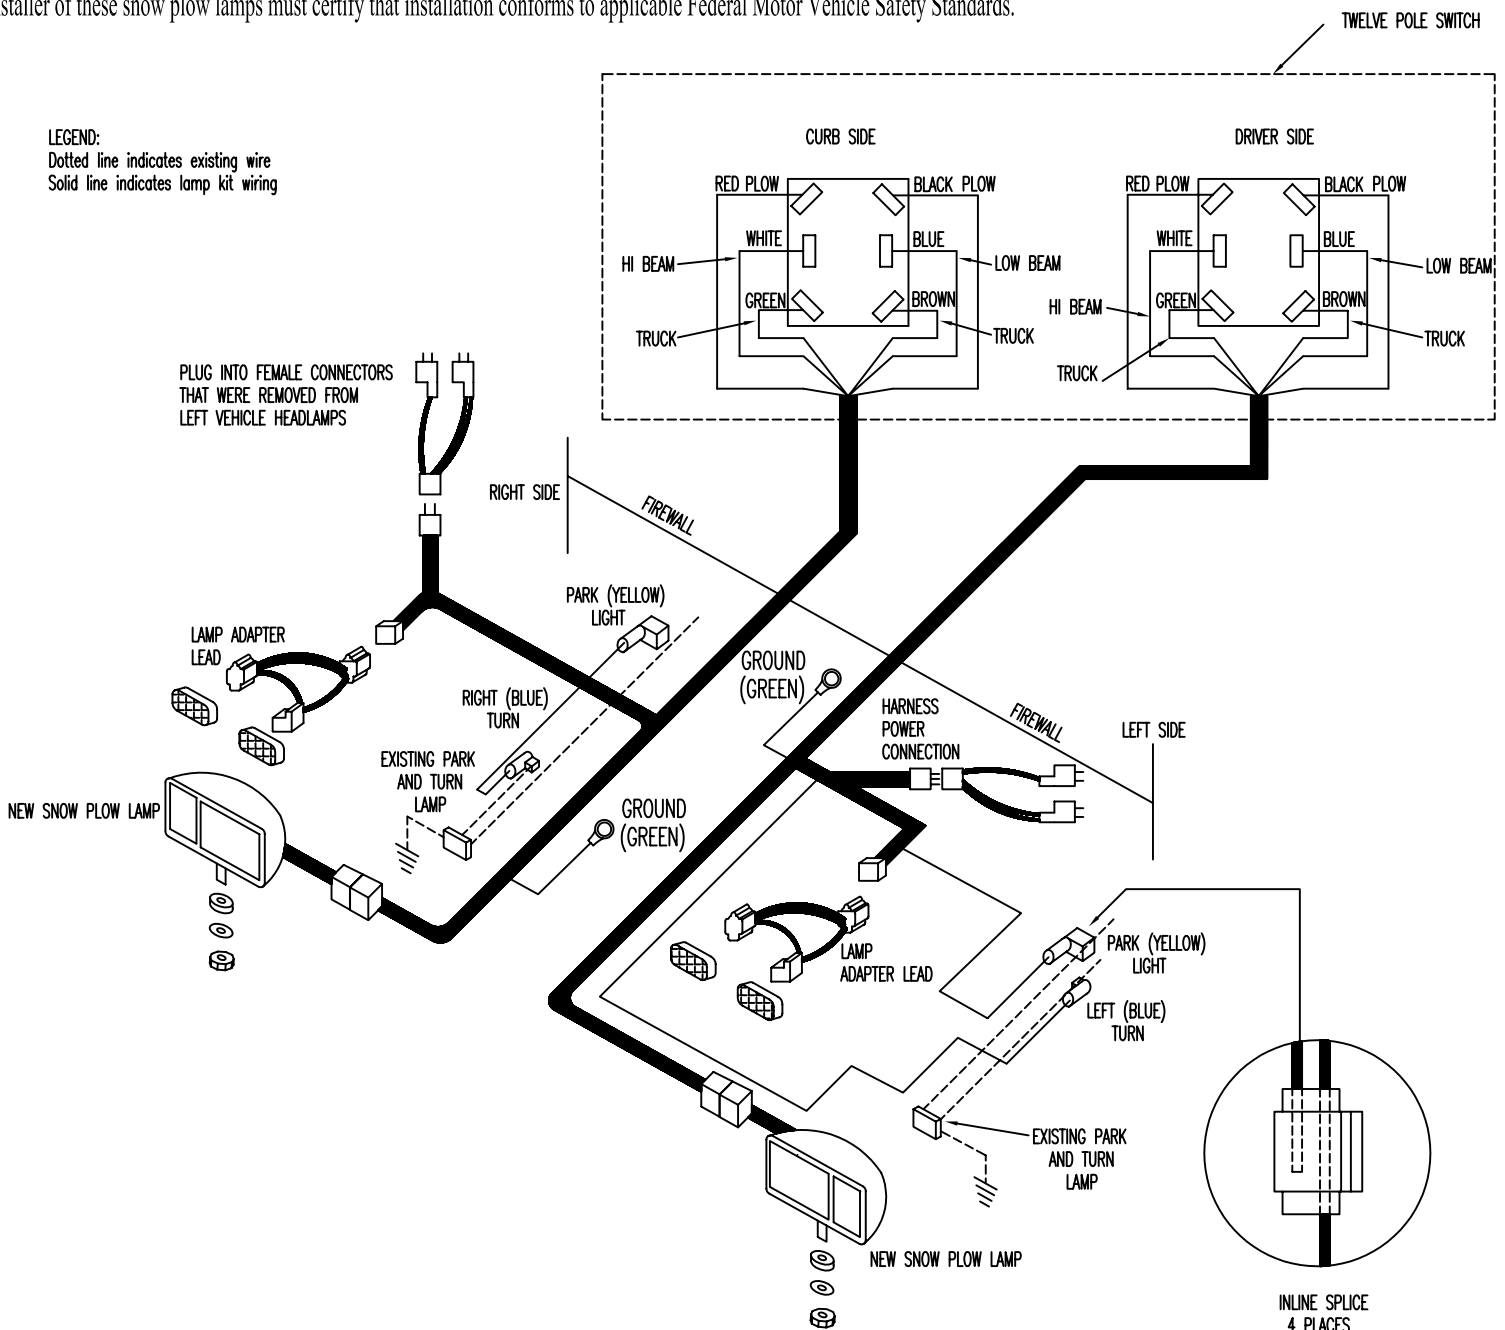 staller of these snow plow lamps must certify that installation conforms to applicable Federal Motor Vehicle Safety Standards.
TWELVE POLE SWITCH
LEGEND:
Dotted line indicates existing wire
Solid line indicates lamp kit wiring
CURB SIDE
RED PLOW
BLACK PLOW
WHITE
BLUE
HI BEAM
LOW BEAM
GREEN
BROWN
TRUCK
TRUCK
DRIVER SIDE
RED PLOW
BLACK PLOW
WHITE
BLUE
LOW BEAM
HI BEAM
GREEN
BROWN
TRUCK
TRUCK
PLUG INTO FEMALE CONNECTORS
THAT WERE REMOVED FROM
LEFT VEHICLE HEADLAMPS
RIGHT SIDE
FIREWALL
PARK (YELLOW)
LIGHT
LAMP ADAPTER
LEAD
GROUND
(GREEN)
RIGHT (BLUE)
TURN
HARNESS
POWER
CONNECTION
FIREWALL
LEFT SIDE
EXISTING PARK
AND TURN
LAMP
NEW SNOW PLOW LAMP
GROUND
(GREEN)
LAMP
ADAPTER LEAD
PARK (YELLOW)
LIGHT
LEFT (BLUE)
TURN
EXISTING PARK
AND TURN
LAMP
NEW SNOW PLOW LAMP
INLINE SPLICE
4 PLACES